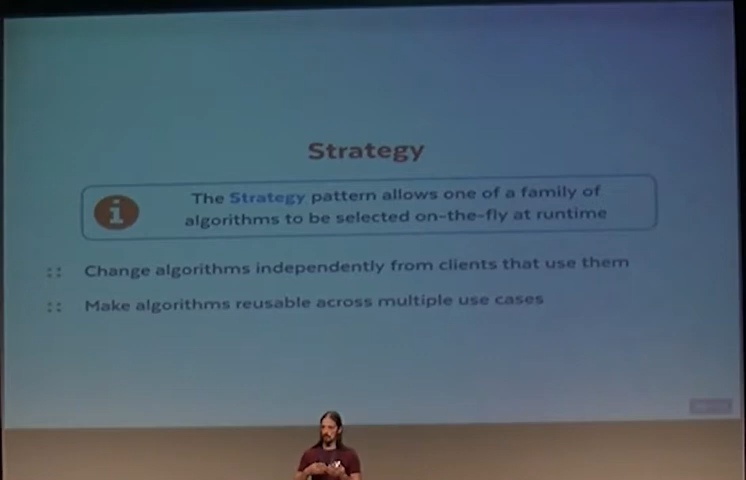 Strategy
i
The Strategy pattern allows one of a family of
algorithms to be selected on-the-fly at runtime
:: Change algorithms independently from clients that use them
:: Make algorithms reusable across multiple use cases